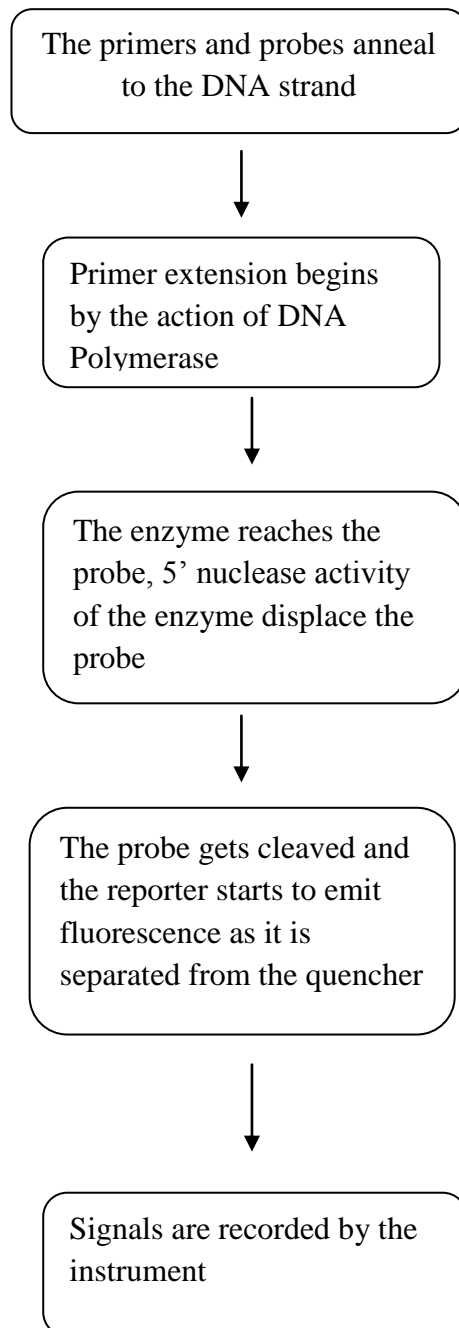 The primers and probes anneal
to the DNA strand
Primer extension begins
by the action of DNA
Polymerase
The enzyme reaches the
probe, 5’ nuclease activity
of the enzyme displace the
probe
The probe gets cleaved and
the reporter starts to emit
fluorescence as it is
separated from the quencher
Signals are recorded by the
instrument